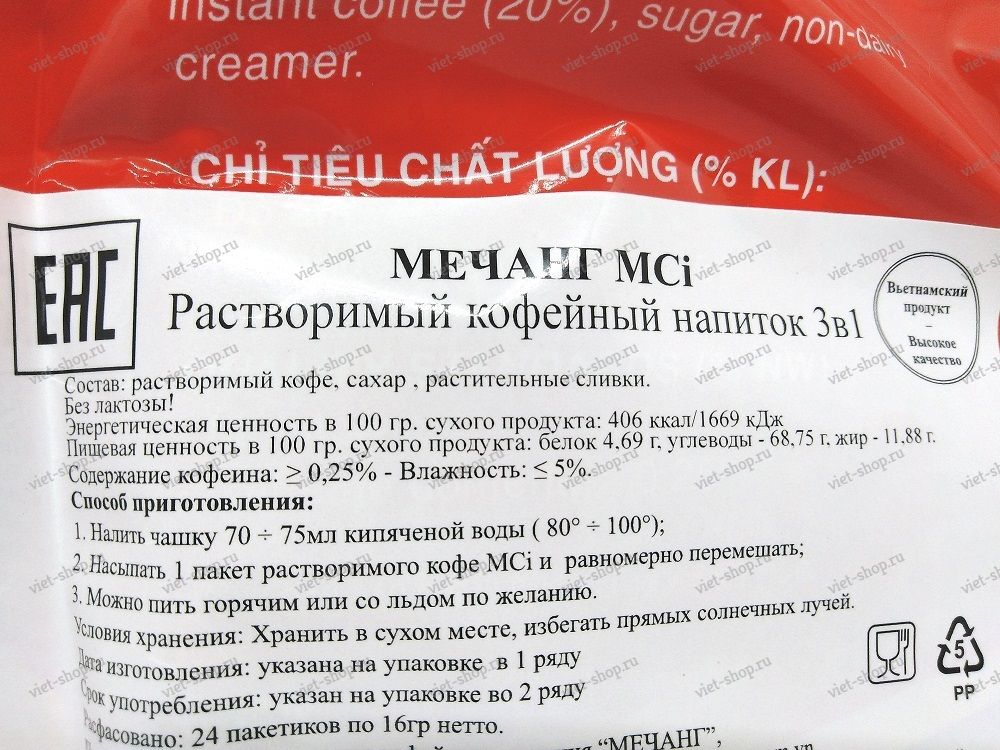 instant coffee (20%), sugar, non-dairy
creamer.
CHỈ TIÊU CHẤT LƯỢNG (% KL):
EAC
МЕЧАНГ MCi
Растворимый кофейный напиток 3в1
Вьетнамский
продукт
–
Высокое
качество
Состав: растворимый кофе, сахар , растительные сливки.
Без лактозы!
Энергетическая ценность в 100 гр. сухого продукта: 406 ккал/1669 кДж
Пищевая ценность в 100 гр. сухого продукта: белок 4,69 г, углеводы - 68,75 г, жир - 11,88 г.
Содержание кофеина: ≥ 0,25% - Влажность: ≤ 5%.
Способ приготовления:
1. Налить чашку 70 ÷ 75мл кипяченой воды ( 80° ÷ 100°);
2. Насыпать 1 пакет растворимого кофе MCi и равномерно перемешать;
3. Можно пить горячим или со льдом по желанию.
Условия хранения: Хранить в сухом месте, избегать прямых солнечных лучей.
Дата изготовления: указана на упаковке в 1 ряду
Срок употребления: указан на упаковке во 2 ряду
Расфасовано: 24 пакетиков по 16гр нетто.
5
PP
"МЕЧАНГ",
viet-shop.ru